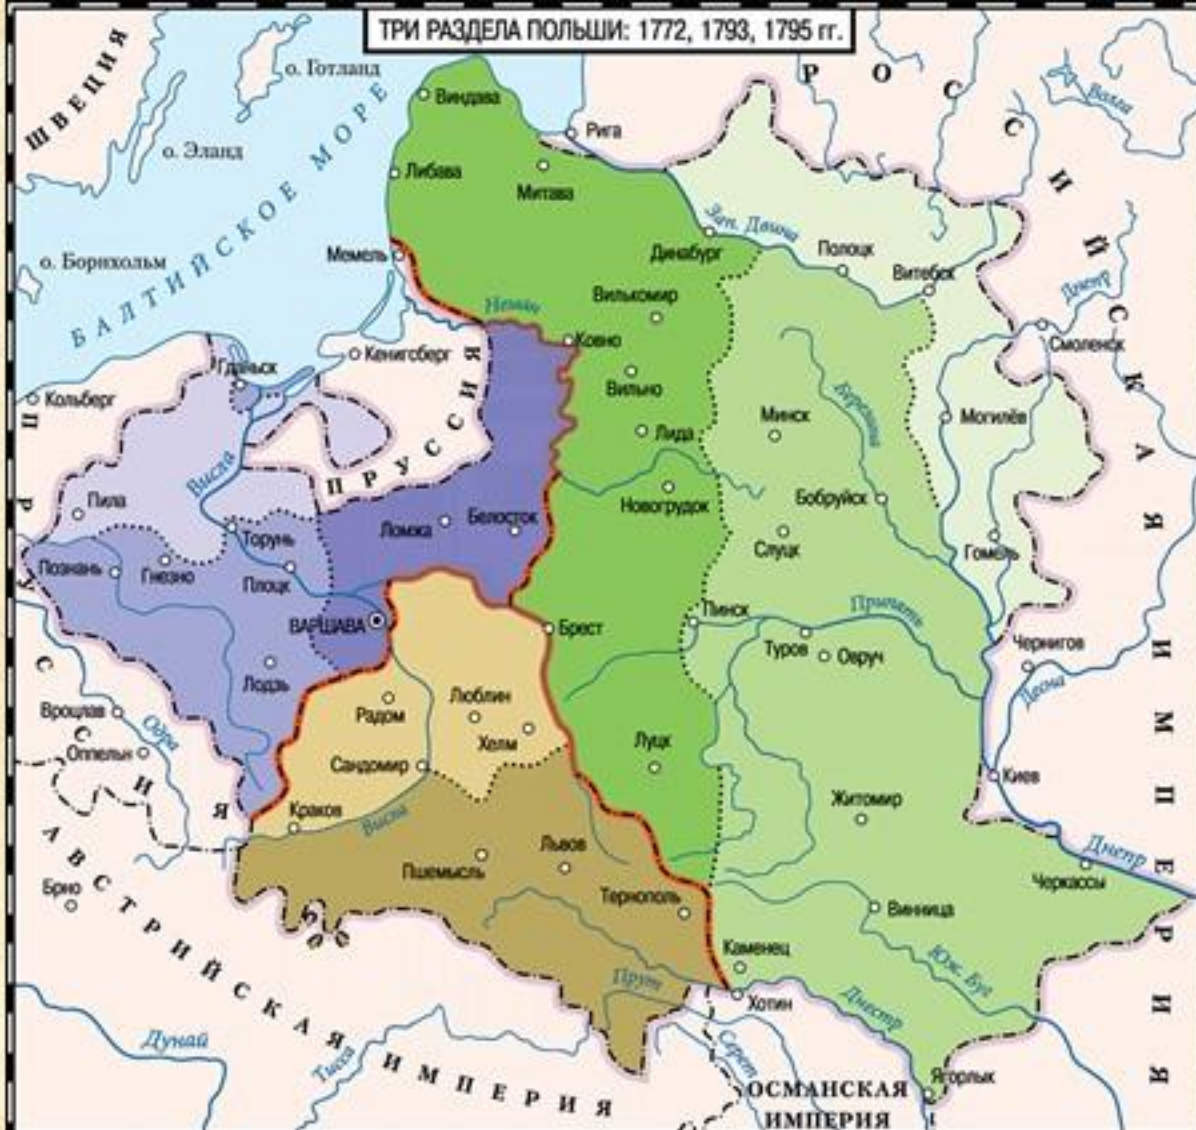 ТРИ РАЗДЕЛА ПОЛЬШИ: 1772, 1793, 1795 гг.
ШВЕЦИЯ
о. Готланд
о. Эланд
о. Борнхольм
БАЛТИЙСКОЕ МОРЕ
РОССИЙСКАЯ ИМПЕРИЯ
Виндава
Рига
Либава
Митава
Мемель
Зап. Двина
Динабург
Полоцк
Витебск
Днепр
Смоленск
Неман
Вилькомир
Ковно
Вильно
Кенигсберг
Гданьск
Кольберг
ПРУССИЯ
Лида
Минск
Березина
Могилёв
Висла
Пила
ПРУССИЯ
Новогрудок
Бобруйск
Ломжа
Белосток
Слуцк
Гомель
Торунь
Познань
Гнезно
Плоцк
ВАРШАВА
Брест
Пинск
Припять
Туров
Овруч
Чернигов
Десна
Лодзь
Вроцлав
Одра
Оппельн
Радом
Люблин
Хелм
Сандомир
Луцк
Киев
Житомир
Краков
Висла
Днепр
Черкассы
Львов
Пшемысль
Тернополь
Брно
Винница
Каменец
Юж. Буг
Хотин
Днестр
Прут
Серет
АВСТРИЙСКАЯ ИМПЕРИЯ
Дунай
Тисса
Ягорлык
ОСМАНСКАЯ
ИМПЕРИЯ